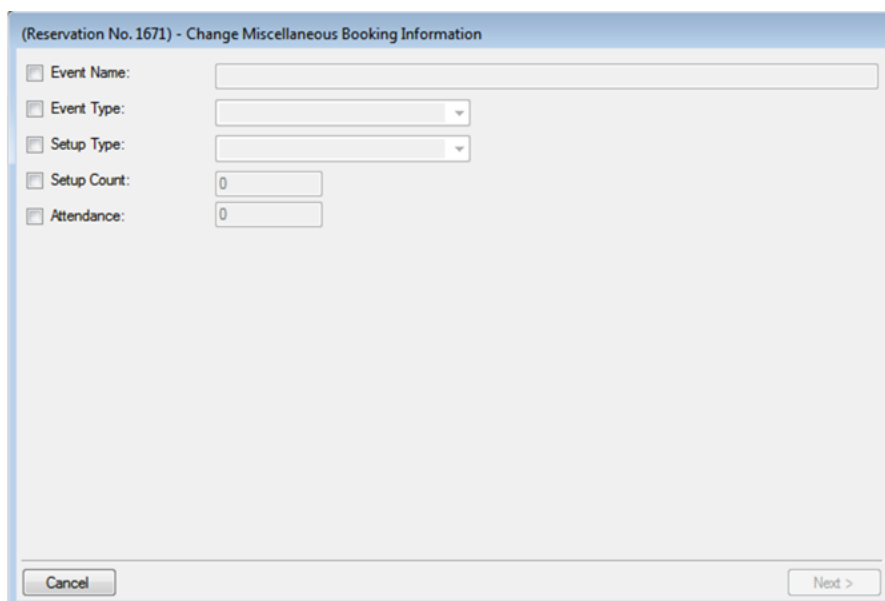 (Reservation No. 1671) - Change Miscellaneous Booking Information
Event Name:
Event Type:
Setup Type:
Setup Count: 0
Attendance: 0
Cancel Next >